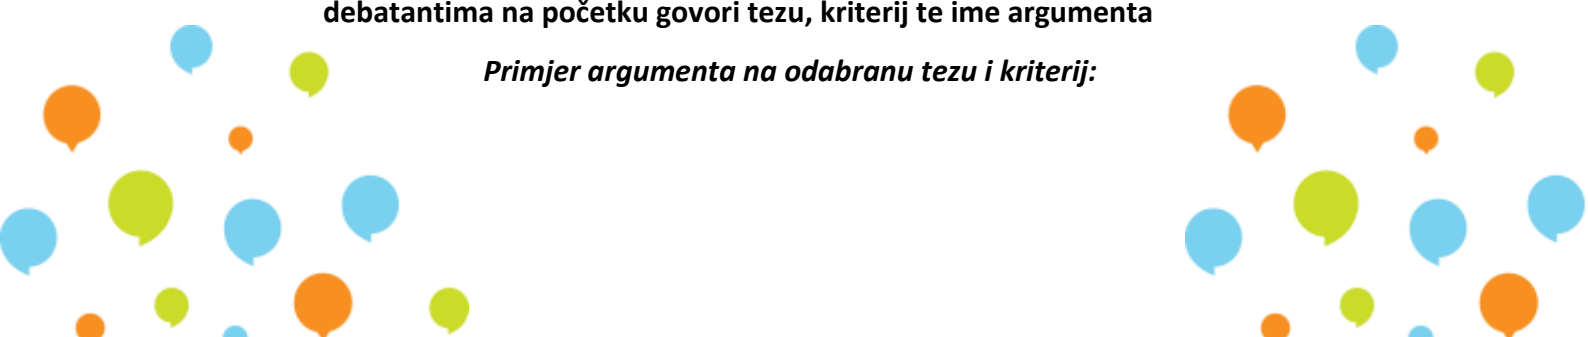 debatantima na početku govori tezu, kriterij te ime argumenta
Primjer argumenta na odabranu tezu i kriterij: